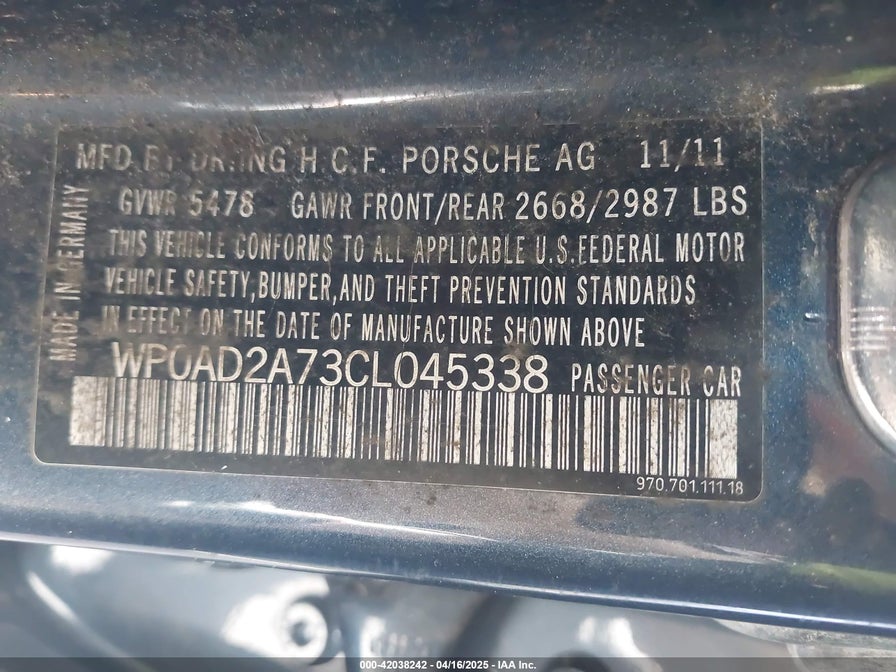 MFD BY DR.ING H.C.F. PORSCHE AG 11/11
GVWR 5478 GAWR FRONT/REAR 2668/2987 LBS
THIS VEHICLE CONFORMS TO ALL APPLICABLE U.S.FEDERAL MOTOR
VEHICLE SAFETY,BUMPER,AND THEFT PREVENTION STANDARDS
IN EFFECT ON THE DATE OF MANUFACTURE SHOWN ABOVE
WP0AD2A73CL045338 PASSENGER CAR
970.701.111.18
MADE IN GERMANY
000-42038242 - 04/16/2025 - IAA Inc.